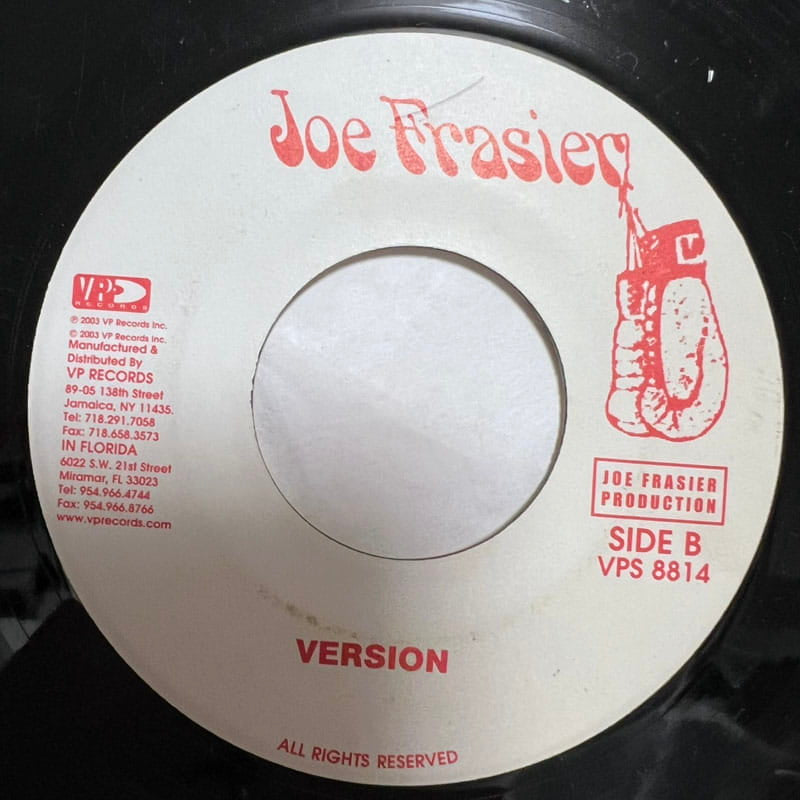 Joe Frasier
VP
RECORDS
℗ 2003 VP Records Inc.
© 2003 VP Records Inc.
Manufactured &
Distributed By
VP RECORDS
89-05 138th Street
Jamaica, NY 11435.
Tel: 718.291.7058
Fax: 718.658.3573
IN FLORIDA
6022 S.W. 21st Street
Miramar, FL 33023
Tel: 954.966.4744
Fax: 954.966.8766
www.vprecords.com
JOE FRASIER
PRODUCTION
SIDE B
VPS 8814
VERSION
ALL RIGHTS RESERVED